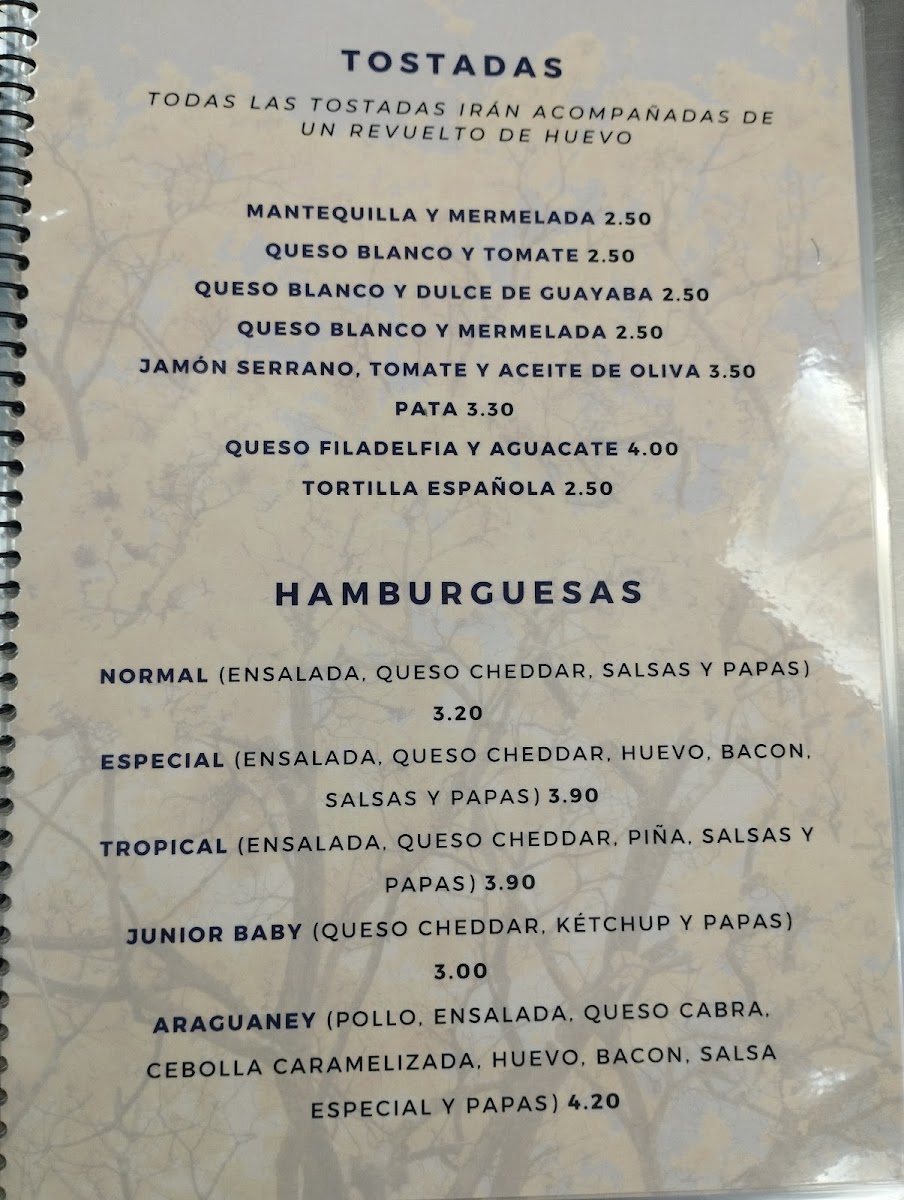 TOSTADAS
TODAS LAS TOSTADAS IRÁN ACOMPAÑADAS DE
UN REVUELTO DE HUEVO
MANTEQUILLA Y MERMELADA 2.50
QUESO BLANCO Y TOMATE 2.50
QUESO BLANCO Y DULCE DE GUAYABA 2.50
QUESO BLANCO Y MERMELADA 2.50
JAMÓN SERRANO, TOMATE Y ACEITE DE OLIVA 3.50
PATA 3.30
QUESO FILADELFIA Y AGUACATE 4.00
TORTILLA ESPAÑOLA 2.50
HAMBURGUESAS
NORMAL (ENSALADA, QUESO CHEDDAR, SALSAS Y PAPAS)
3.20
ESPECIAL (ENSALADA, QUESO CHEDDAR, HUEVO, BACON,
SALSAS Y PAPAS) 3.90
TROPICAL (ENSALADA, QUESO CHEDDAR, PIÑA, SALSAS Y
PAPAS) 3.90
JUNIOR BABY (QUESO CHEDDAR, KÉTCHUP Y PAPAS)
3.00
ARAGUANEY (POLLO, ENSALADA, QUESO CABRA,
CEBOLLA CARAMELIZADA, HUEVO, BACON, SALSA
ESPECIAL Y PAPAS) 4.20